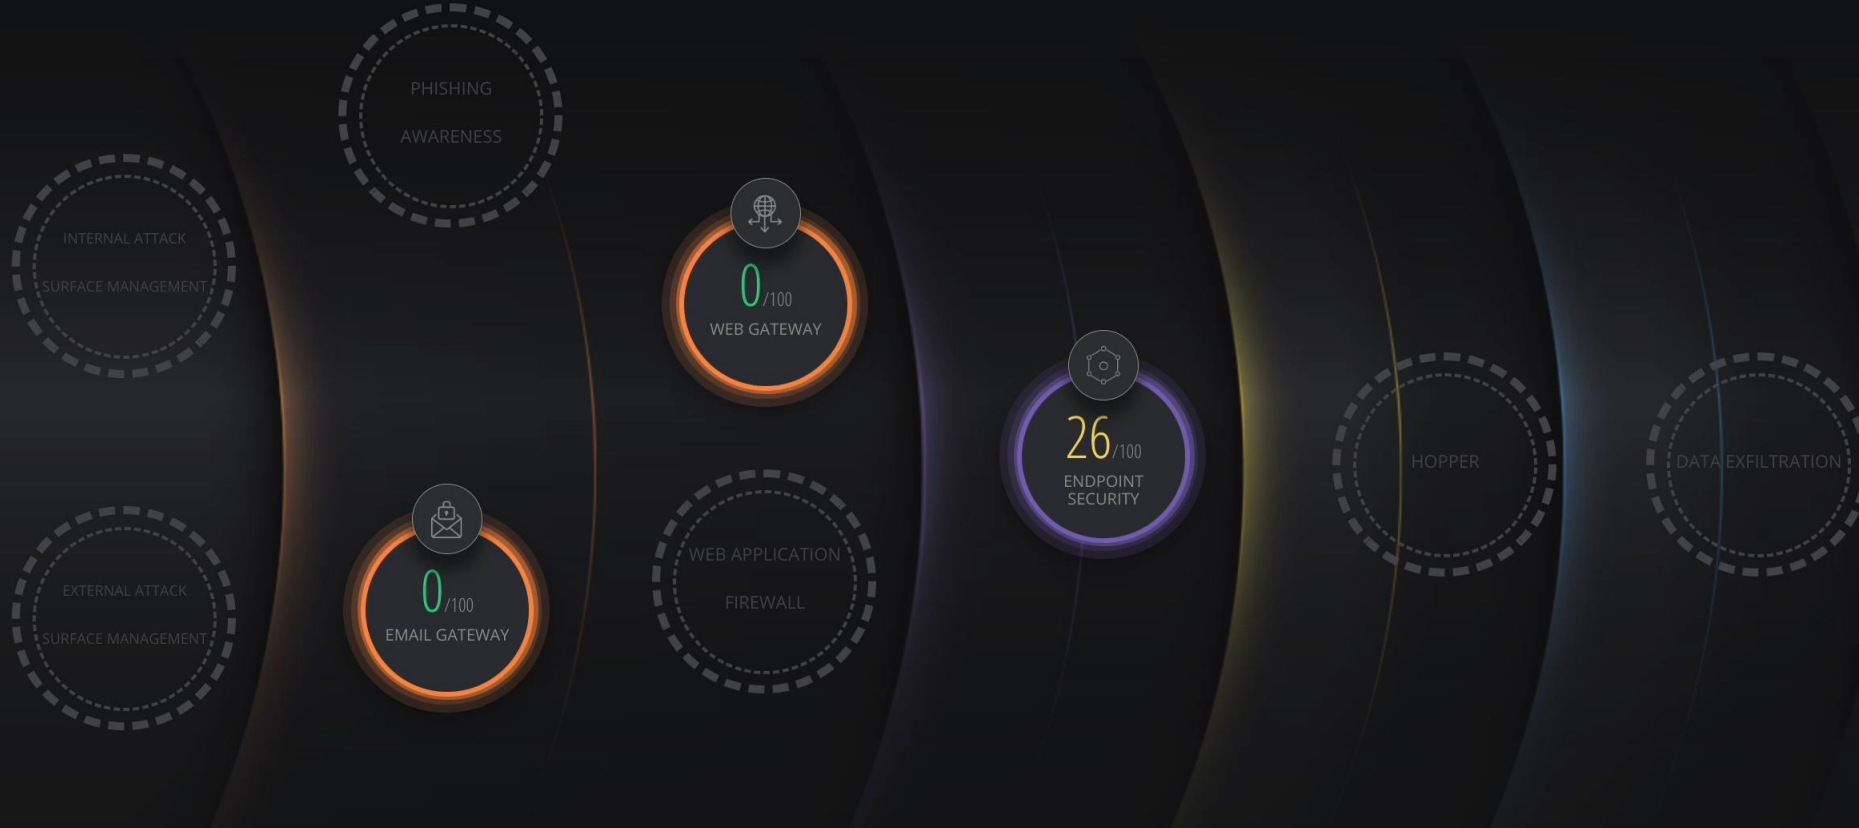 PHISHING
AWARENESS
INTERNAL ATTACK
SURFACE MANAGEMENT
0/100
WEB GATEWAY
26/100
ENDPOINT
SECURITY
HOPPER
DATA EXFILTRATION
WEB APPLICATION
FIREWALL
0/100
EMAIL GATEWAY
EXTERNAL ATTACK
SURFACE MANAGEMENT